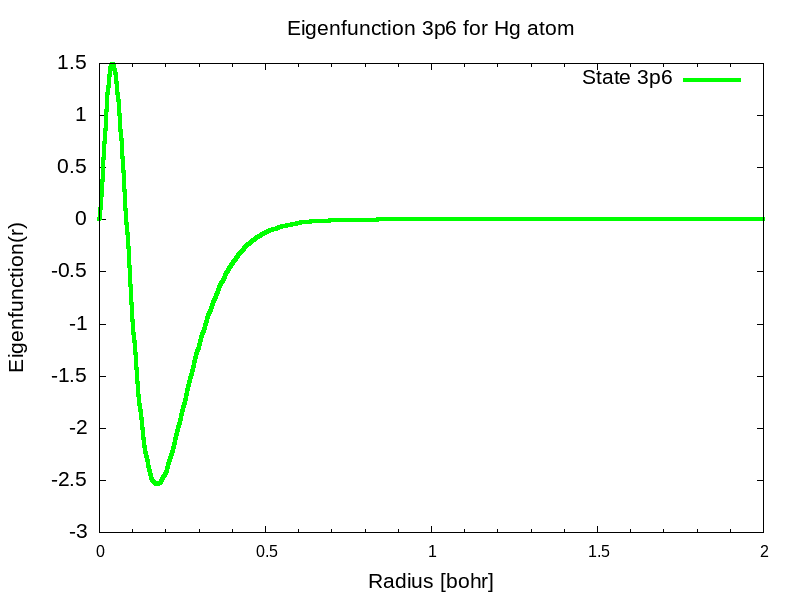 Eigenfunction 3p6 for Hg atom
State 3p6
1.5
1
0.5
0
-0.5
-1
-1.5
-2
-2.5
-3
Eigenfunction(r)
0 0.5 1 1.5 2
Radius [bohr]